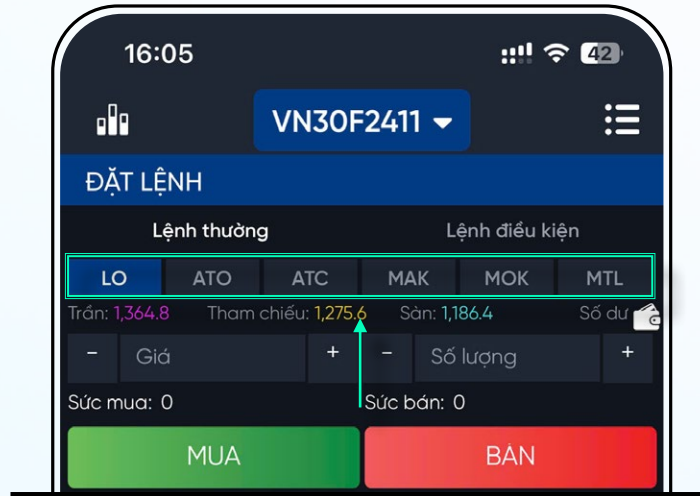 16:05 42
VN30F2411
ĐẶT LỆNH
Lệnh thường Lệnh điều kiện
LO ATO ATC MAK MOK MTL
Trần: 1,364.8 Tham chiếu: 1,275.6 Sàn: 1,186.4 Số dư
- Giá + - Số lượng +
Sức mua: 0 Sức bán: 0
MUA BÁN